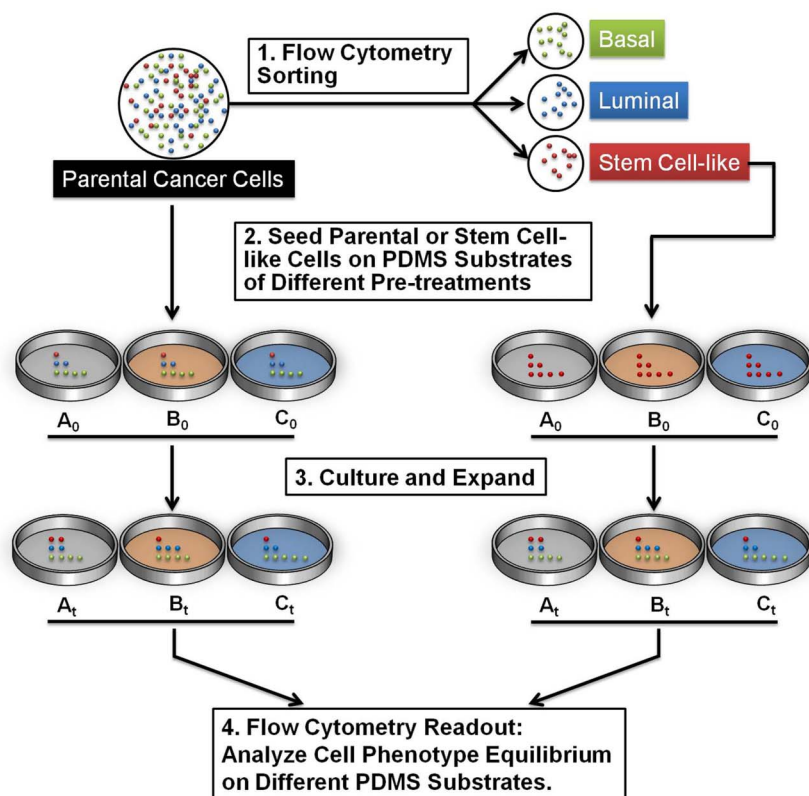 1. Flow Cytometry
Sorting
Basal
Luminal
Stem Cell-like
Parental Cancer Cells
2. Seed Parental or Stem Cell-
like Cells on PDMS Substrates
of Different Pre-treatments
A₀ B₀ C₀
A₀ B₀ C₀
3. Culture and Expand
Aₜ Bₜ Cₜ
Aₜ Bₜ Cₜ
4. Flow Cytometry Readout:
Analyze Cell Phenotype Equilibrium
on Different PDMS Substrates.